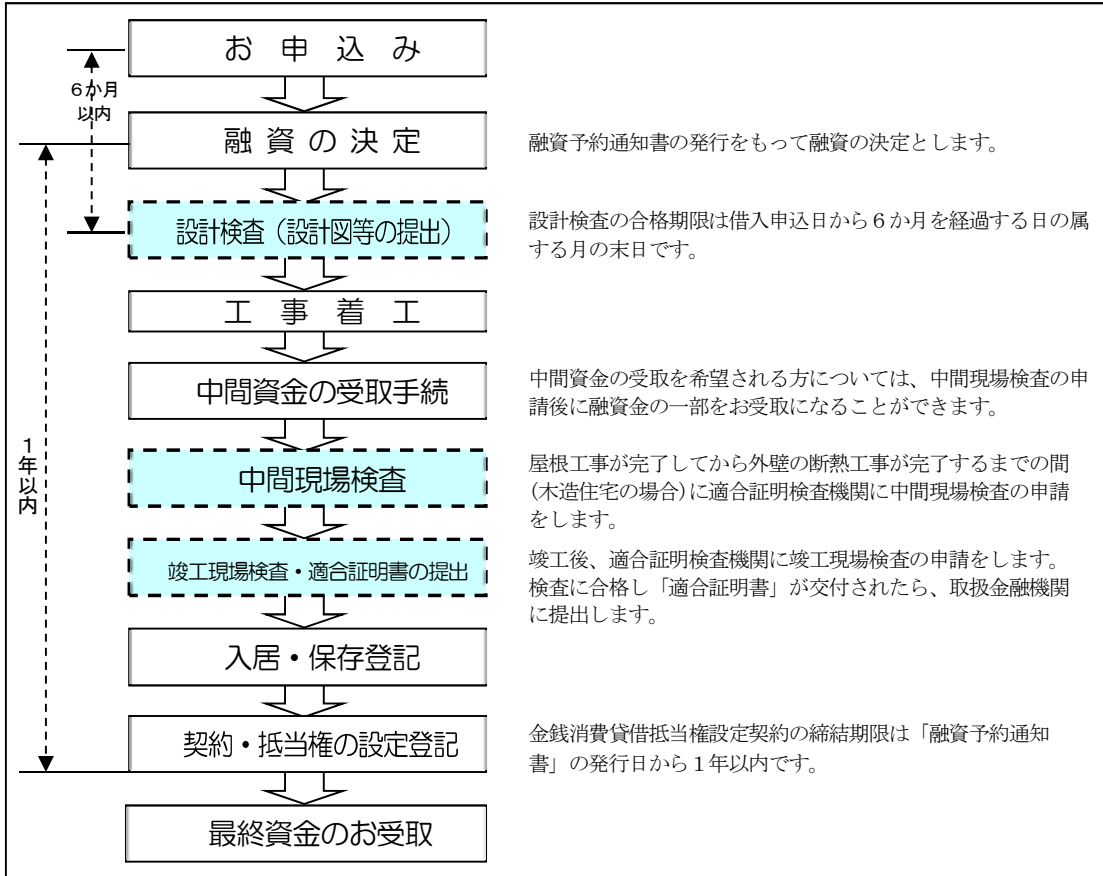 お申込み
6か月
以内
融資の決定
融資予約通知書の発行をもって融資の決定とします。
設計検査（設計図等の提出）
設計検査の合格期限は借入申込日から６か月を経過する日の属
する月の末日です。
工事着工
中間資金の受取手続
中間資金の受取を希望される方については、中間現場検査の申
請後に融資金の一部をお受取になることができます。
1年以内
中間現場検査
屋根工事が完了してから外壁の断熱工事が完了するまでの間
(木造住宅の場合)に適合証明検査機関に中間現場検査の申請
をします。
竣工現場検査・適合証明書の提出
竣工後、適合証明検査機関に竣工現場検査の申請をします。
検査に合格し「適合証明書」が交付されたら、取扱金融機関
に提出します。
入居・保存登記
契約・抵当権の設定登記
金銭消費貸借抵当権設定契約の締結期限は「融資予約通知
書」の発行日から１年以内です。
最終資金のお受取